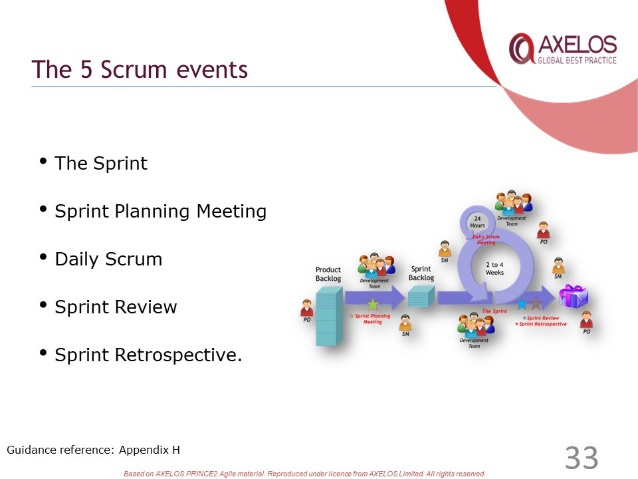 AXELOS
GLOBAL BEST PRACTICE
The 5 Scrum events
• The Sprint
• Sprint Planning Meeting
• Daily Scrum
• Sprint Review
• Sprint Retrospective.
24
Hours
Development
Team
Daily Scrum
Meeting
PO
SM
SM
2 to 4
Weeks
Product
Backlog
Development
Team
Sprint
Backlog
PO
Sprint Planning
Meeting
SM
The Sprint
Development
Team
Sprint Review
Sprint Retrospective
PO
Guidance reference: Appendix H
33
Based on AXELOS PRINCE2 Agile material. Reproduced under licence from AXELOS Limited. All rights reserved